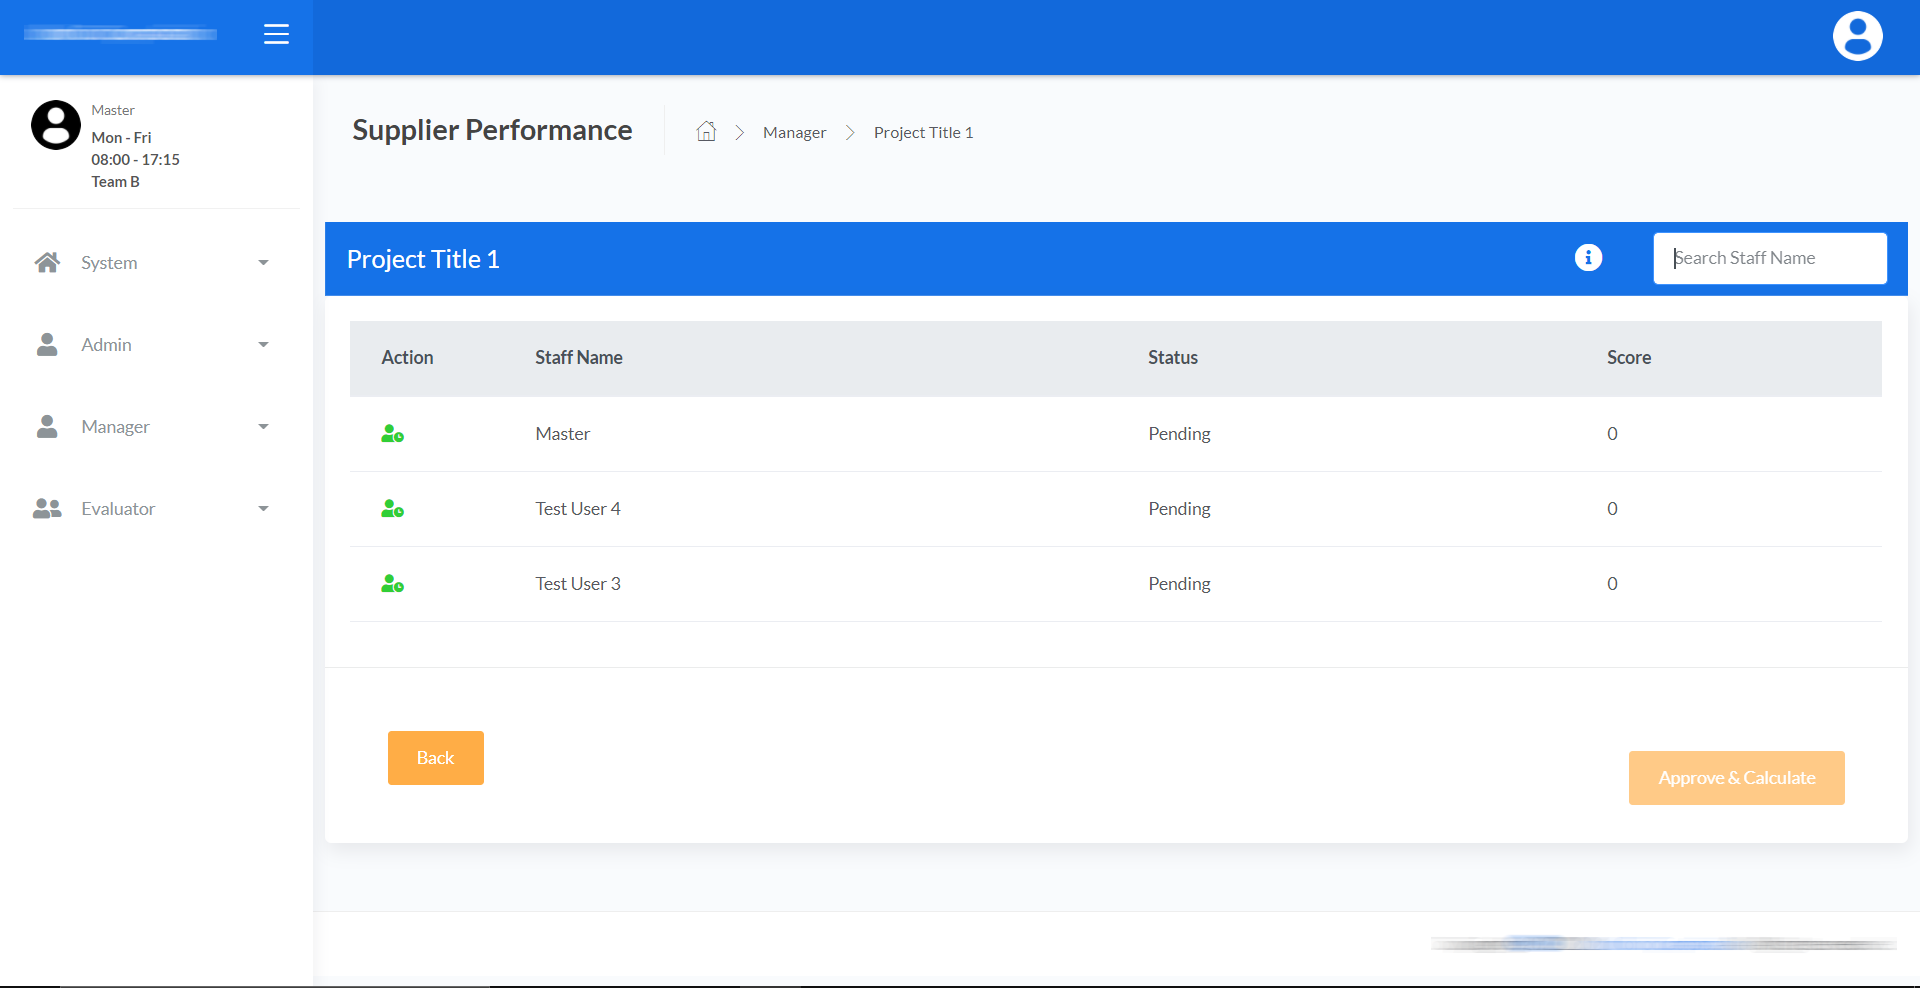 Master
Mon - Fri
08:00 - 17:15
Team B
System
Admin
Manager
Evaluator
Supplier Performance
Manager
Project Title 1
Project Title 1
Search Staff Name
Action Staff Name Status Score
Master Pending 0
Test User 4 Pending 0
Test User 3 Pending 0
Back
Approve & Calculate